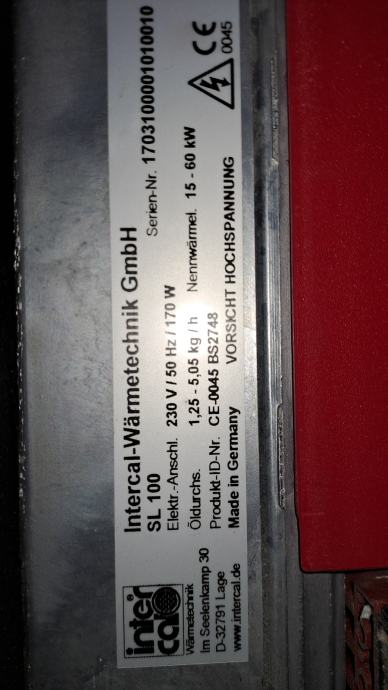 inter
cal
Wärmetechnik
Im Seelenkamp 30
D-32791 Lage
www.intercal.de
Intercal-Wärmetechnik GmbH
SL 100 Serien-Nr. 1703100001010010
Elektr.-Anschl. 230 V / 50 Hz / 170 W
Öldurchs. 1,25 - 5,05 kg / h Nennwärmel. 15 - 60 kW
Produkt-ID-Nr. CE-0045 BS2748
Made in Germany VORSICHT HOCHSPANNUNG
CE
0045